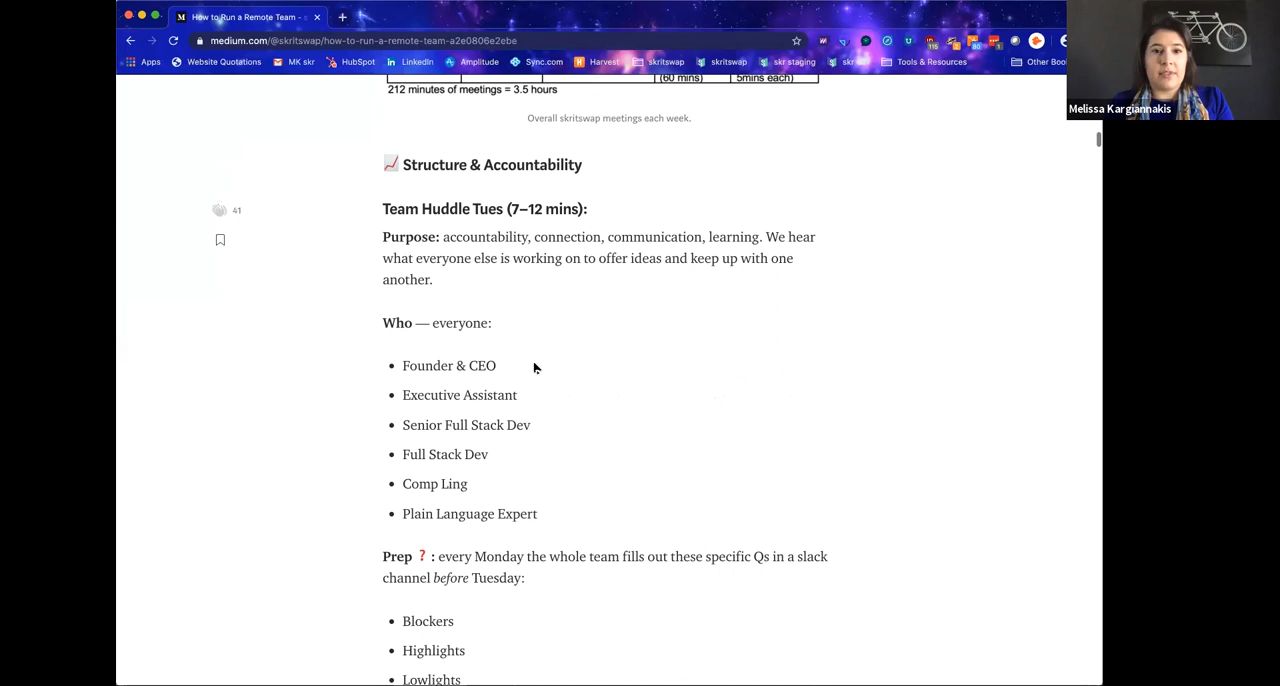 How to Run a Remote Team -
medium.com/@skritswap/how-to-run-a-remote-team-a2e0806e2ebe
Apps Website Quotations MK skr HubSpot LinkedIn Amplitude Sync.com Harvest skritswap skritswap skr staging skr Tools & Resources Other Boo
Melissa Kargiannakis
(60 mins) 5mins each)
212 minutes of meetings = 3.5 hours
Overall skritswap meetings each week.
📈 Structure & Accountability
Team Huddle Tues (7–12 mins):
41
Purpose: accountability, connection, communication, learning. We hear
what everyone else is working on to offer ideas and keep up with one
another.
Who — everyone:
• Founder & CEO
• Executive Assistant
• Senior Full Stack Dev
• Full Stack Dev
• Comp Ling
• Plain Language Expert
Prep ❓ : every Monday the whole team fills out these specific Qs in a slack
channel before Tuesday:
• Blockers
• Highlights
• Lowlights